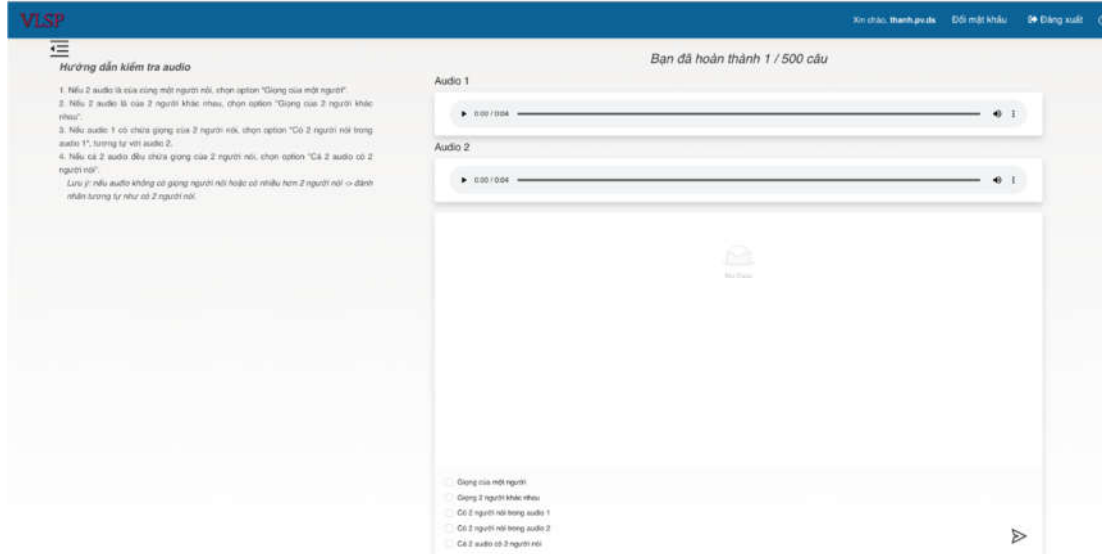 VLSP
Xin chào, thanh.pv.ds Đổi mật khẩu Đăng xuất
Hướng dẫn kiểm tra audio
1. Nếu 2 audio là của cùng một người nói, chọn option "Giọng của một người".
2. Nếu 2 audio là của 2 người khác nhau, chọn option "Giọng của 2 người khác
nhau".
3. Nếu audio 1 có chứa giọng của 2 người nói, chọn option "Có 2 người nói trong
audio 1", tương tự với audio 2.
4. Nếu cả 2 audio đều chứa giọng của 2 người nói, chọn option "Cả 2 audio có 2
người nói".
Lưu ý: nếu audio không có giọng người nói hoặc có nhiều hơn 2 người nói -> đánh
nhãn tương tự như có 2 người nói.
Bạn đã hoàn thành 1 / 500 câu
Audio 1
0:00 / 0:04
Audio 2
0:00 / 0:04
Giọng của một người
Giọng 2 người khác nhau
Có 2 người nói trong audio 1
Có 2 người nói trong audio 2
Cả 2 audio có 2 người nói